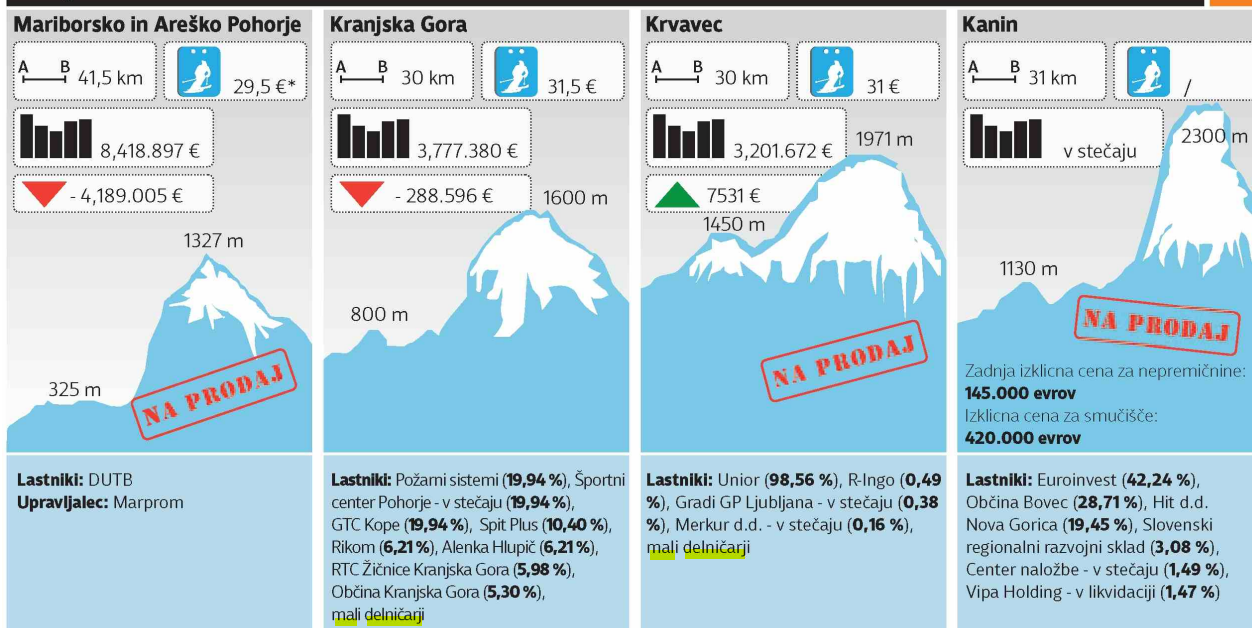 Mariborsko in Areško Pohorje
A B 41,5 km
29,5 €*
8,418.897 €
- 4,189.005 €
1327 m
325 m
NA PRODAJ
Lastniki: DUTB
Upravljalec: Marprom
Kranjska Gora
A B 30 km
31,5 €
3,777.380 €
- 288.596 €
1600 m
800 m
Lastniki: Požarni sistemi (19,94 %), Športni
center Pohorje - v stečaju (19,94 %),
GTC Kope (19,94 %), Spit Plus (10,40 %),
Rikom (6,21 %), Alenka Hlupič (6,21 %),
RTC Žičnice Kranjska Gora (5,98 %),
Občina Kranjska Gora (5,30 %),
mali delničarji
Krvavec
A B 30 km
31 €
3,201.672 €
7531 €
1971 m
1450 m
NA PRODAJ
Lastniki: Unior (98,56 %), R-Ingo (0,49
%), Gradi GP Ljubljana - v stečaju (0,38
%), Merkur d.d. - v stečaju (0,16 %),
mali delničarji
Kanin
A B 31 km
/
v stečaju
2300 m
1130 m
NA PRODAJ
Zadnja izklicna cena za nepremičnine:
145.000 evrov
Izklicna cena za smučišče:
420.000 evrov
Lastniki: Euroinvest (42,24 %),
Občina Bovec (28,71 %), Hit d.d.
Nova Gorica (19,45 %), Slovenski
regionalni razvojni sklad (3,08 %),
Center naložbe - v stečaju (1,49 %),
Vipa Holding - v likvidaciji (1,47 %)